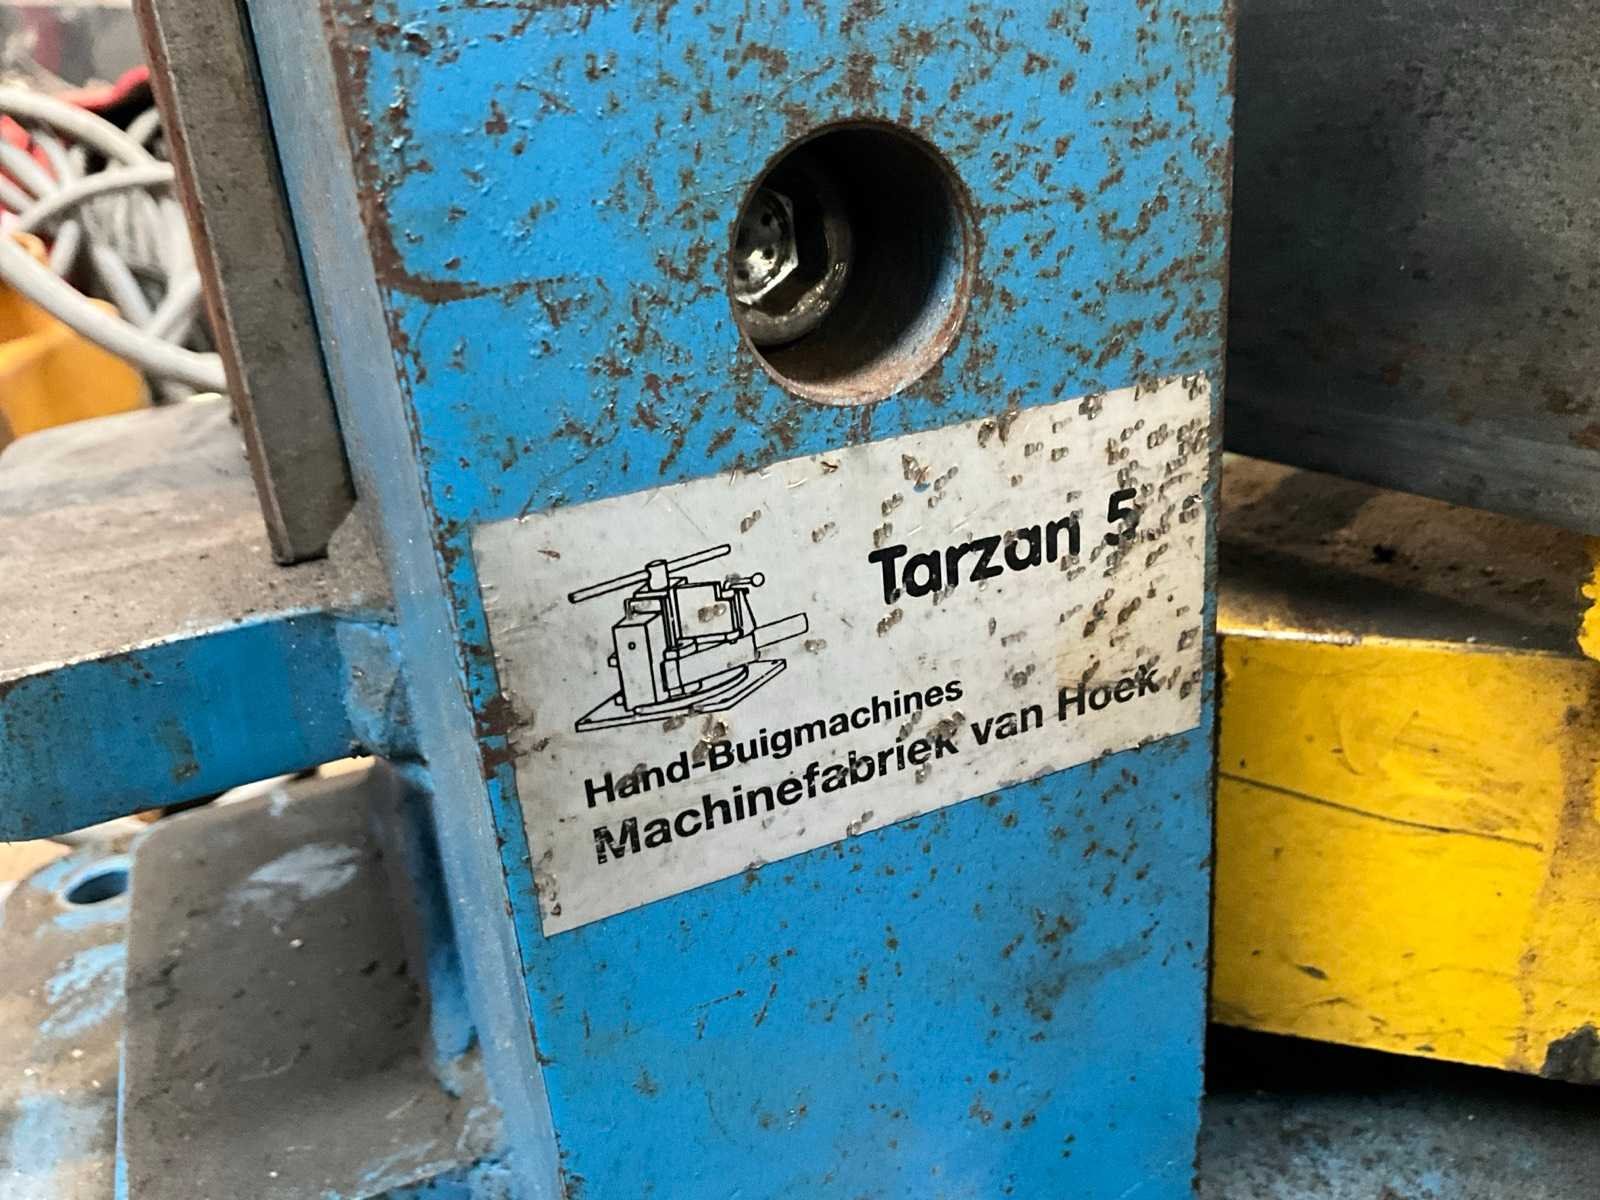 Tarzan 5
Hand-Buigmachines
Machinefabriek van Hoek